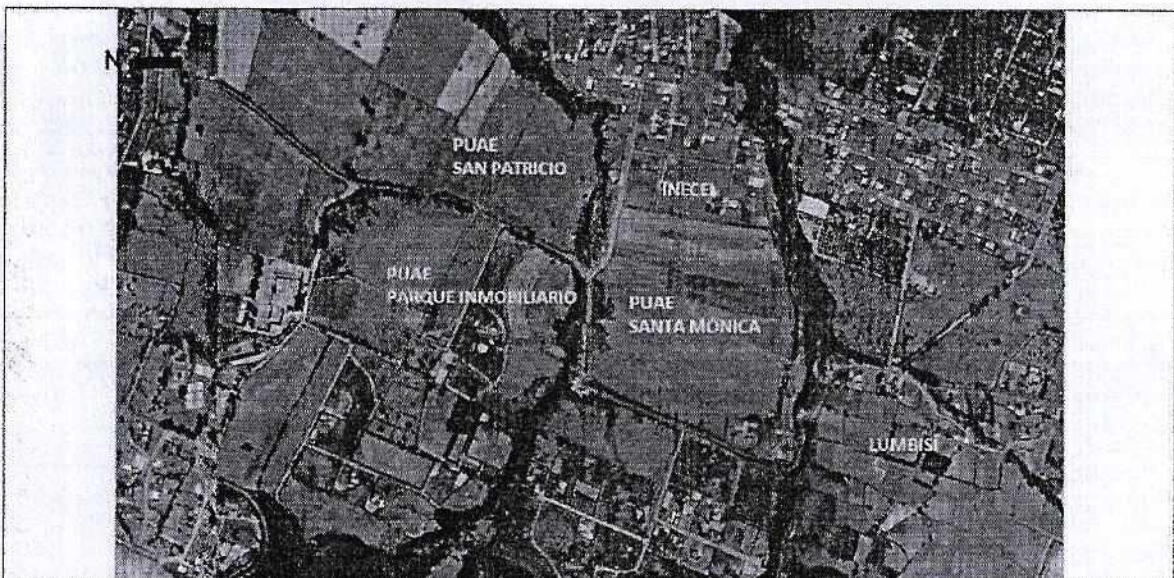 N
PUAE
SAN PATRICIO
INECEL
PUAE
PARQUE INMOBILIARIO
PUAE
SANTA MÓNICA
LUMBISÍ